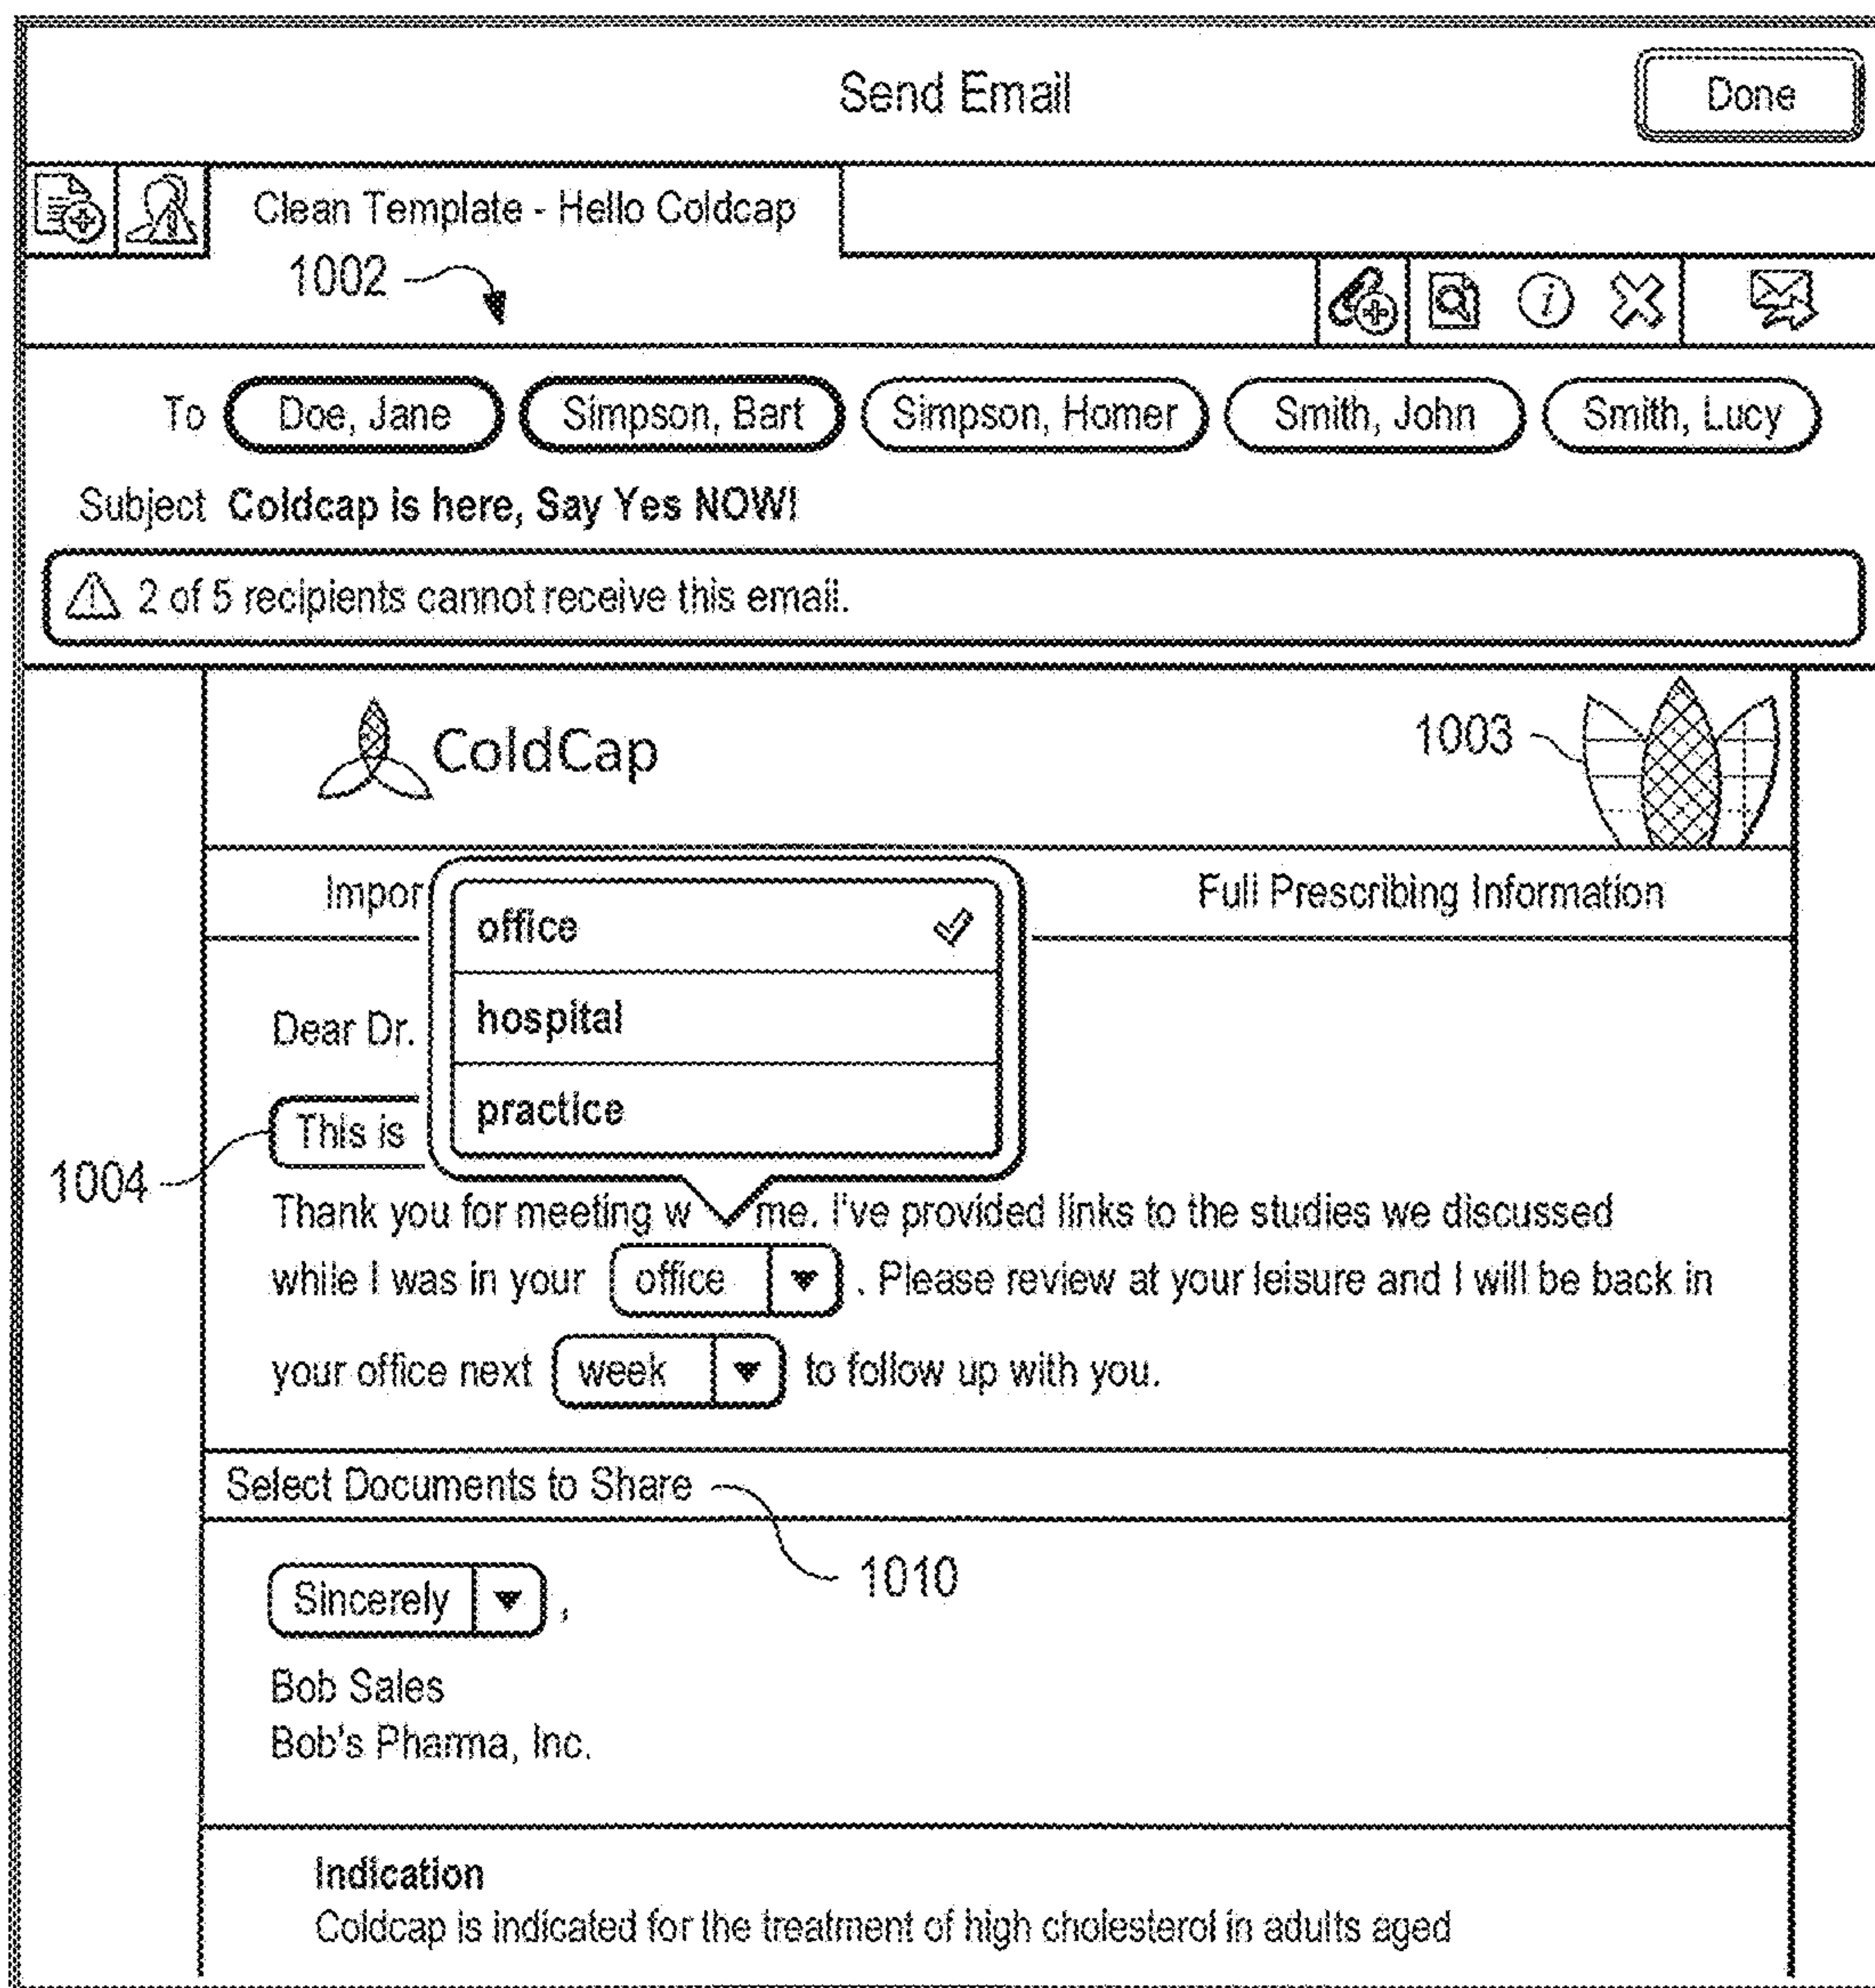 Send Email
Done
Clean Template - Hello Coldcap
1002
To Doe, Jane Simpson, Bart Simpson, Homer Smith, John Smith, Lucy
Subject Coldcap is here, Say Yes NOW!
2 of 5 recipients cannot receive this email.
ColdCap
1003
Impor
Full Prescribing Information
office
hospital
practice
Dear Dr.
This is
1004
Thank you for meeting w me. I've provided links to the studies we discussed
while I was in your office . Please review at your leisure and I will be back in
your office next week to follow up with you.
Select Documents to Share
1010
Sincerely ,
Bob Sales
Bob's Pharma, Inc.
Indication
Coldcap is indicated for the treatment of high cholesterol in adults aged